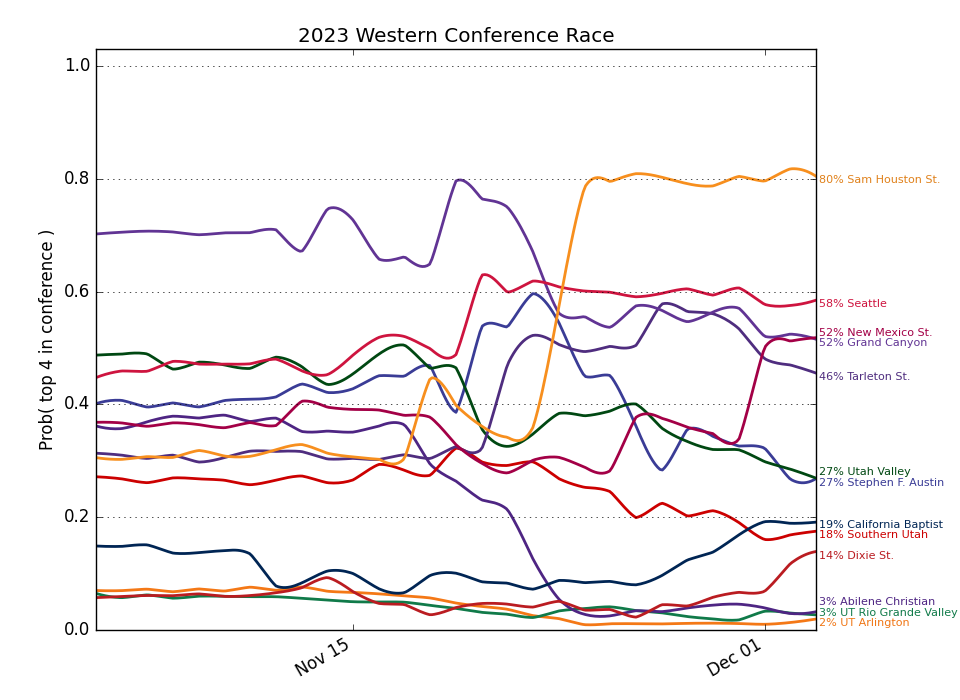 2023 Western Conference Race
Prob( top 4 in conference )
1.0
0.8
0.6
0.4
0.2
0.0
Nov 15
Dec 01
80% Sam Houston St.
58% Seattle
52% New Mexico St.
52% Grand Canyon
46% Tarleton St.
27% Utah Valley
27% Stephen F. Austin
19% California Baptist
18% Southern Utah
14% Dixie St.
3% Abilene Christian
3% UT Rio Grande Valley
2% UT Arlington